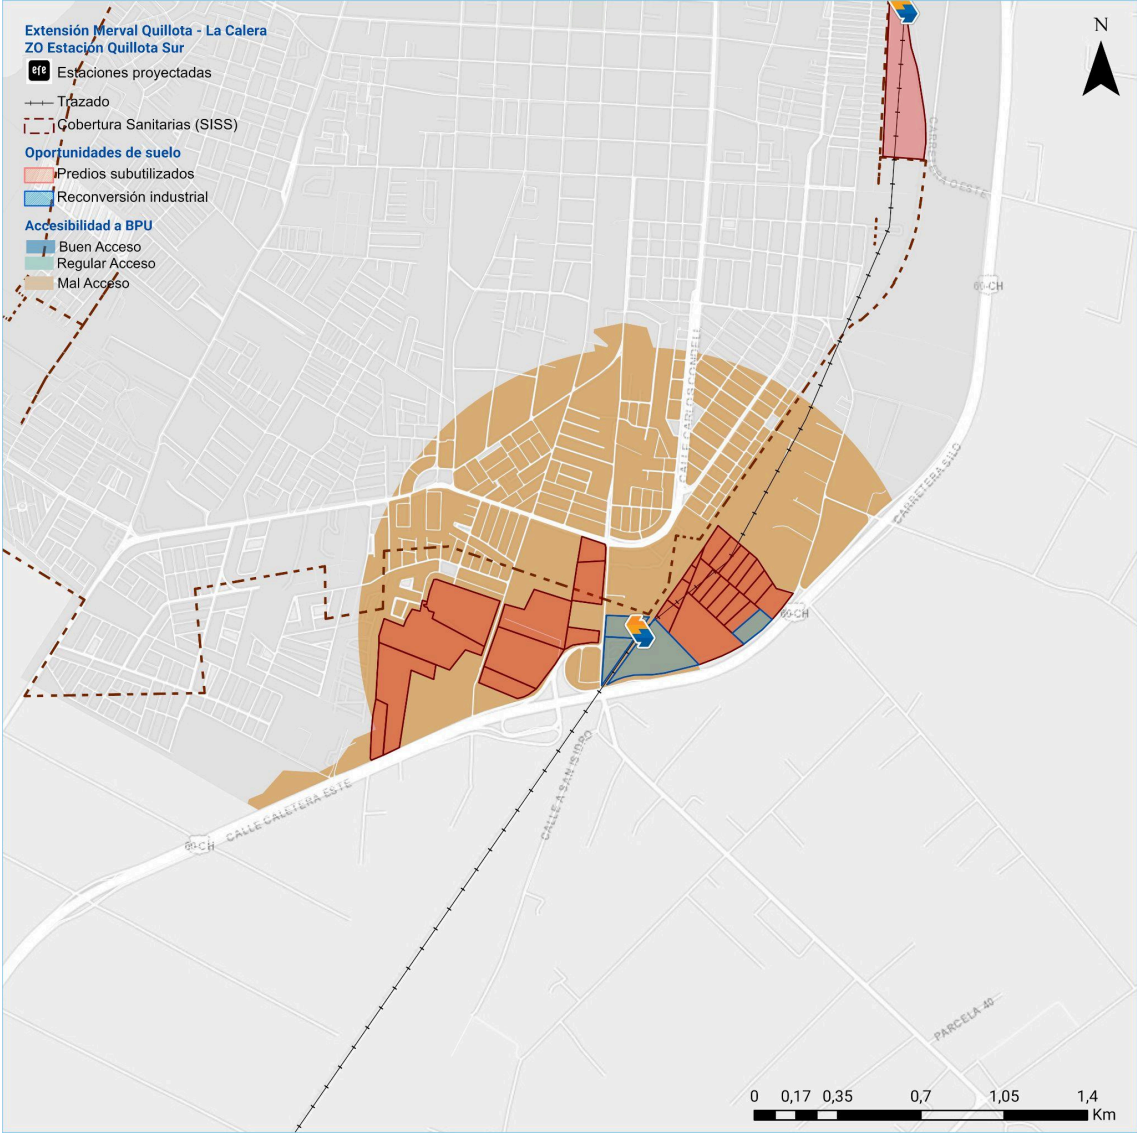 Extensión Merval Quillota - La Calera
ZO Estación Quillota Sur
efe Estaciones proyectadas
Trazado
Cobertura Sanitarias (SISS)
Oportunidades de suelo
Predios subutilizados
Reconversión industrial
Accesibilidad a BPU
Buen Acceso
Regular Acceso
Mal Acceso
N
60-CH
CALLE CARLOS CONDELL
CARRETERA SILO
60-CH
CALLE A SAN ISIDRO
CALLE CALETERA ESTE
60-CH
PARCELA 40
0 0,17 0,35 0,7 1,05 1,4
Km